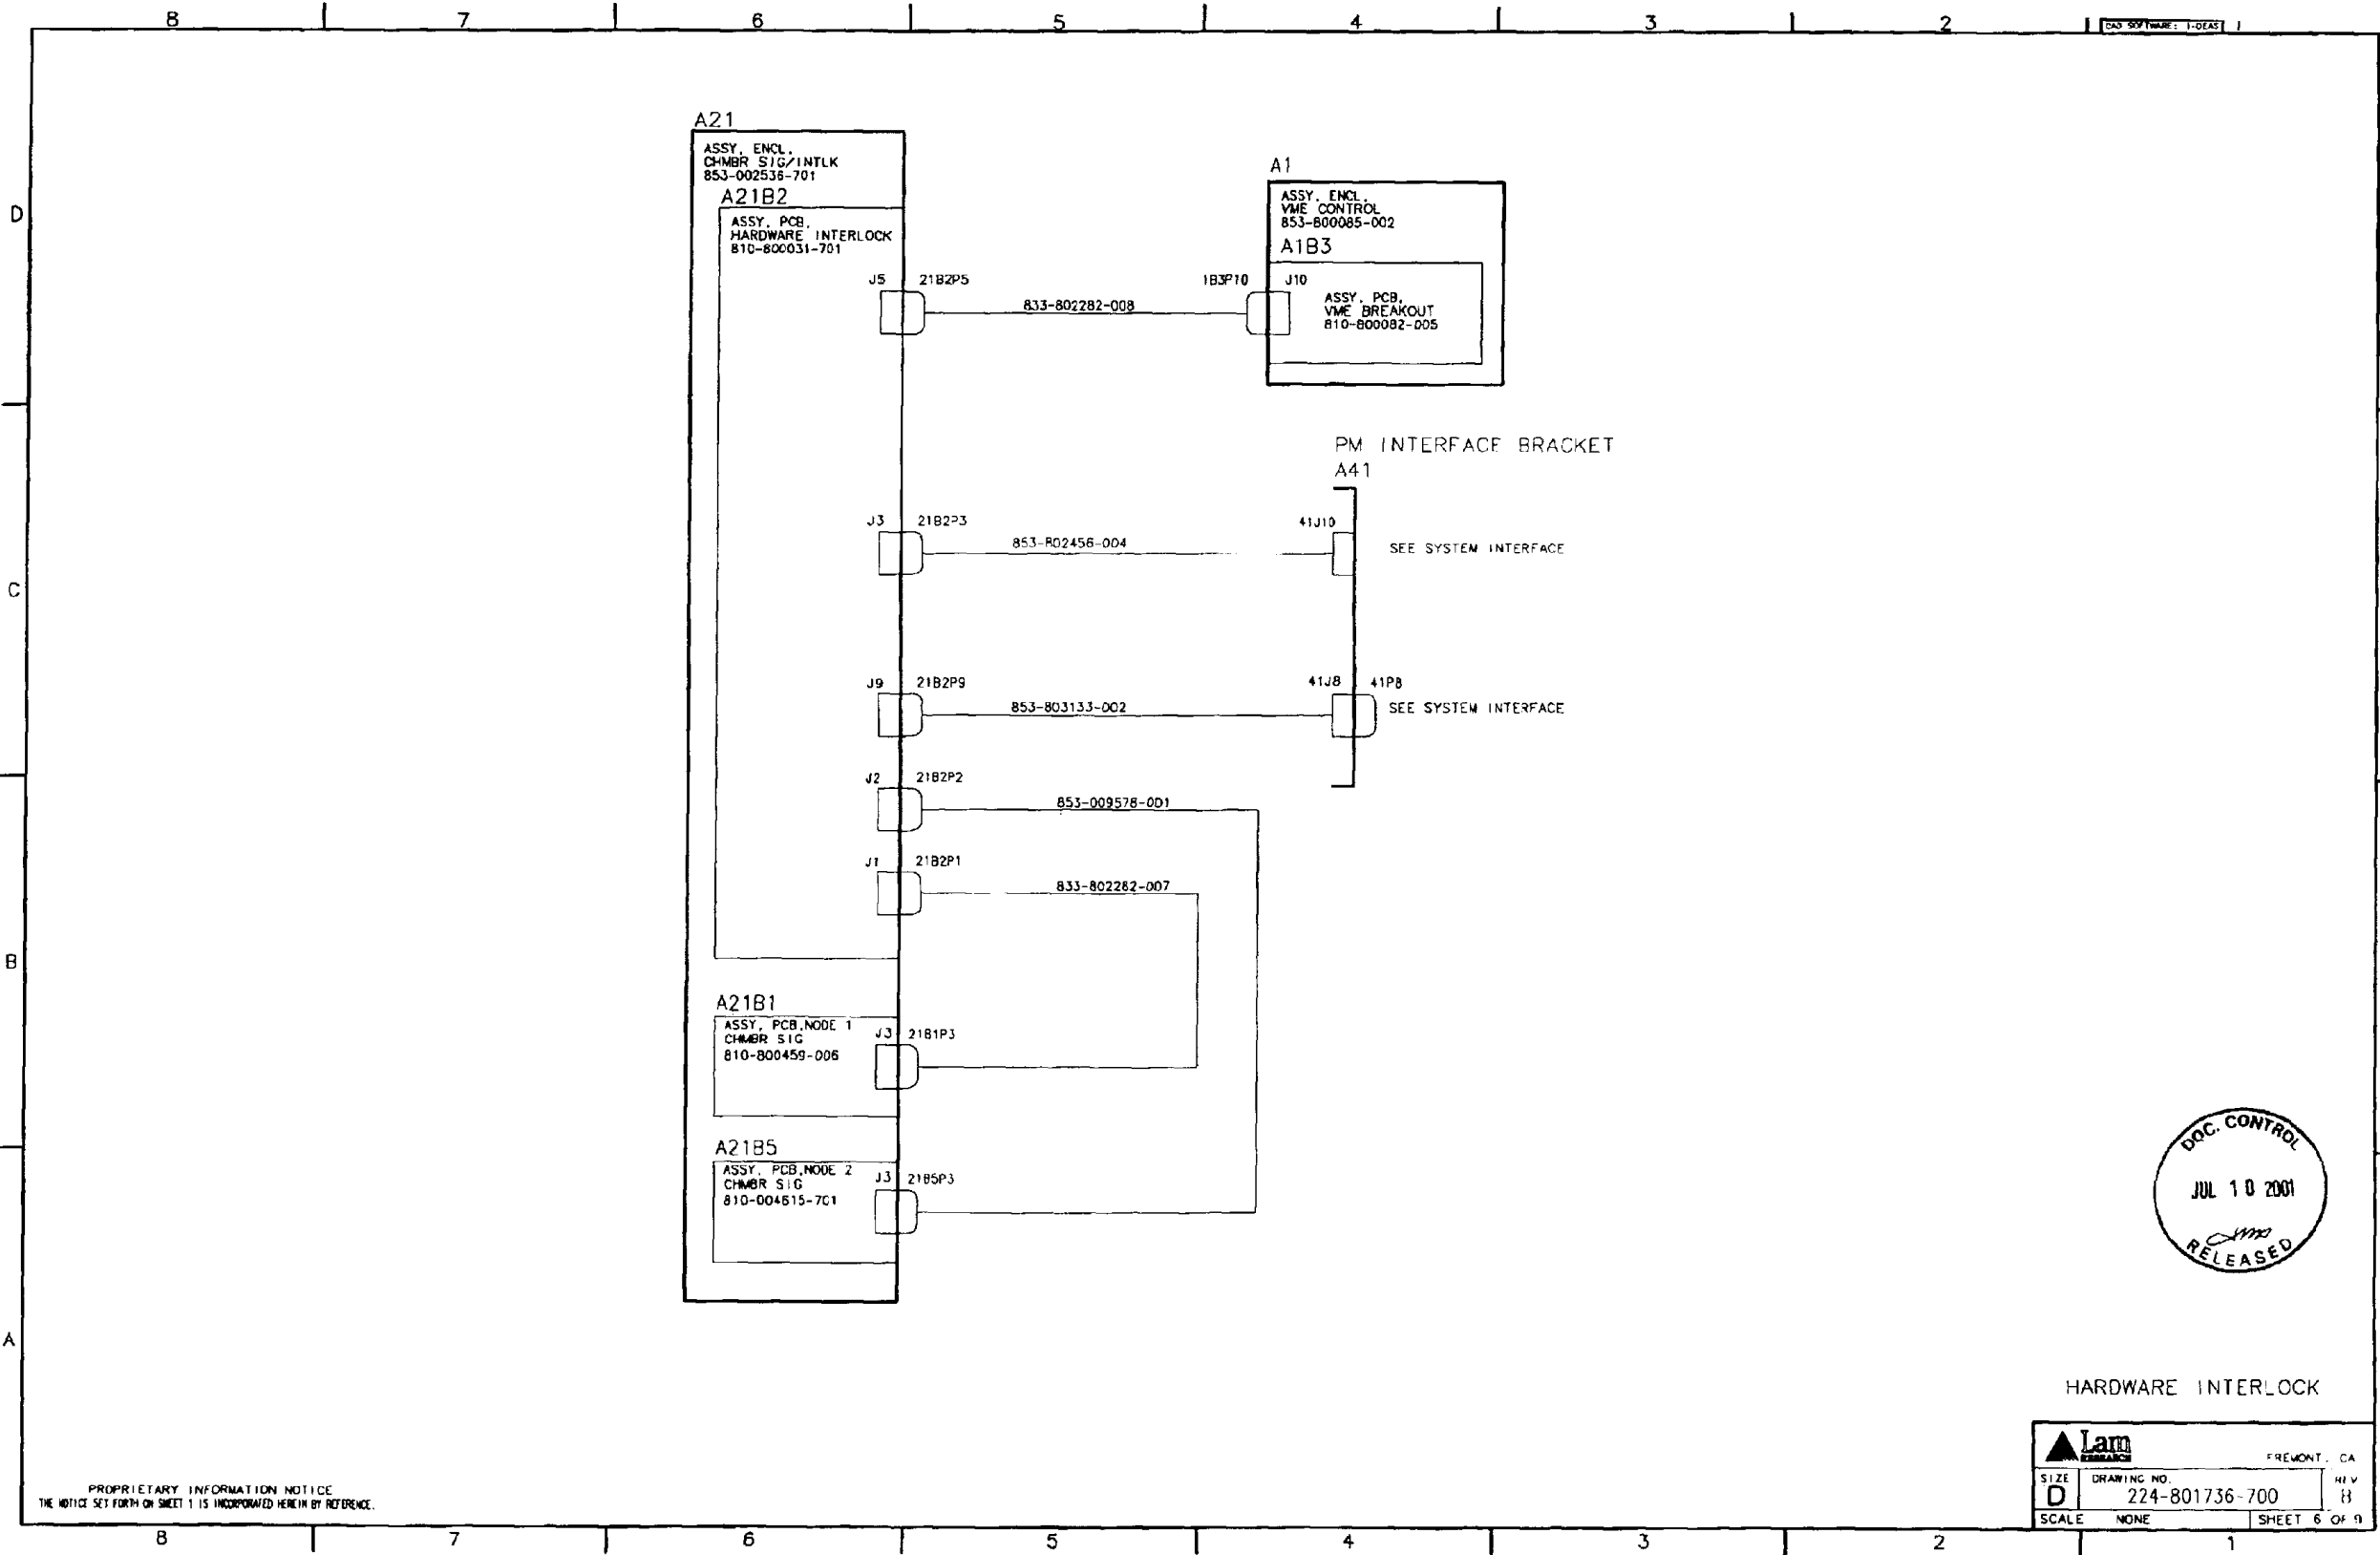 8 7 6 5 4 3 2 1
CAD SOFTWARE: I-DEAS
D
C
B
A
A21
ASSY, ENCL,
CHMBR SIG/INTLK
853-002536-701
A21B2
ASSY, PCB,
HARDWARE INTERLOCK
810-800031-701
J5 21B2P5
833-802282-008
1B3P10 J10
A1
ASSY, ENCL,
VME CONTROL
853-800085-002
A1B3
ASSY, PCB,
VME BREAKOUT
810-800082-005
PM INTERFACE BRACKET
A41
J3 21B2P3
853-802456-004
41J10
SEE SYSTEM INTERFACE
J9 21B2P9
853-803133-002
41J8 41P8
SEE SYSTEM INTERFACE
J2 21B2P2
853-009578-001
J1 21B2P1
833-802282-007
A21B1
ASSY, PCB,NODE 1
CHMBR SIG
810-800459-006
J3 21B1P3
A21B5
ASSY, PCB,NODE 2
CHMBR SIG
810-004615-701
J3 21B5P3
DOC. CONTROL
JUL 10 2001
RELEASED
HARDWARE INTERLOCK
Lam
RESEARCH
FREMONT, CA
SIZE DRAWING NO. REV
D 224-801736-700 B
SCALE NONE SHEET 6 OF 9
PROPRIETARY INFORMATION NOTICE
THE NOTICE SET FORTH ON SHEET 1 IS INCORPORATED HEREIN BY REFERENCE.
8 7 6 5 4 3 2 1